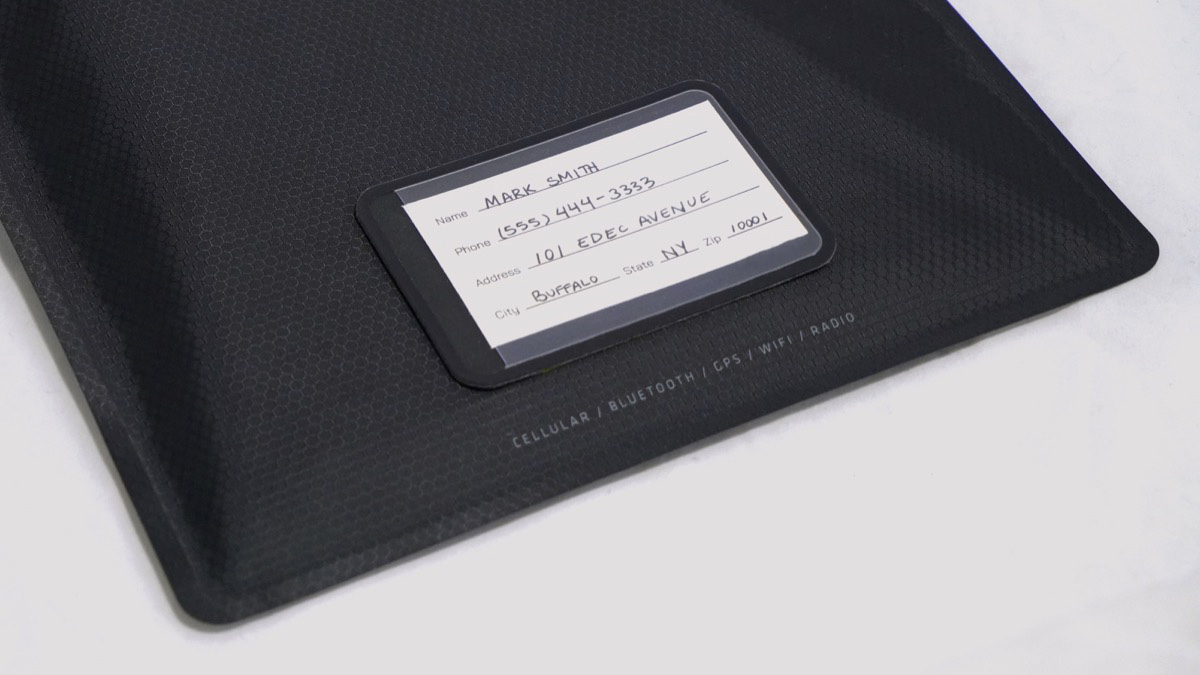 Name MARK SMITH
Phone (555) 444-3333
Address 101 EDEC AVENUE
City BUFFALO State NY Zip 10001
CELLULAR / BLUETOOTH / GPS / WIFI / RADIO